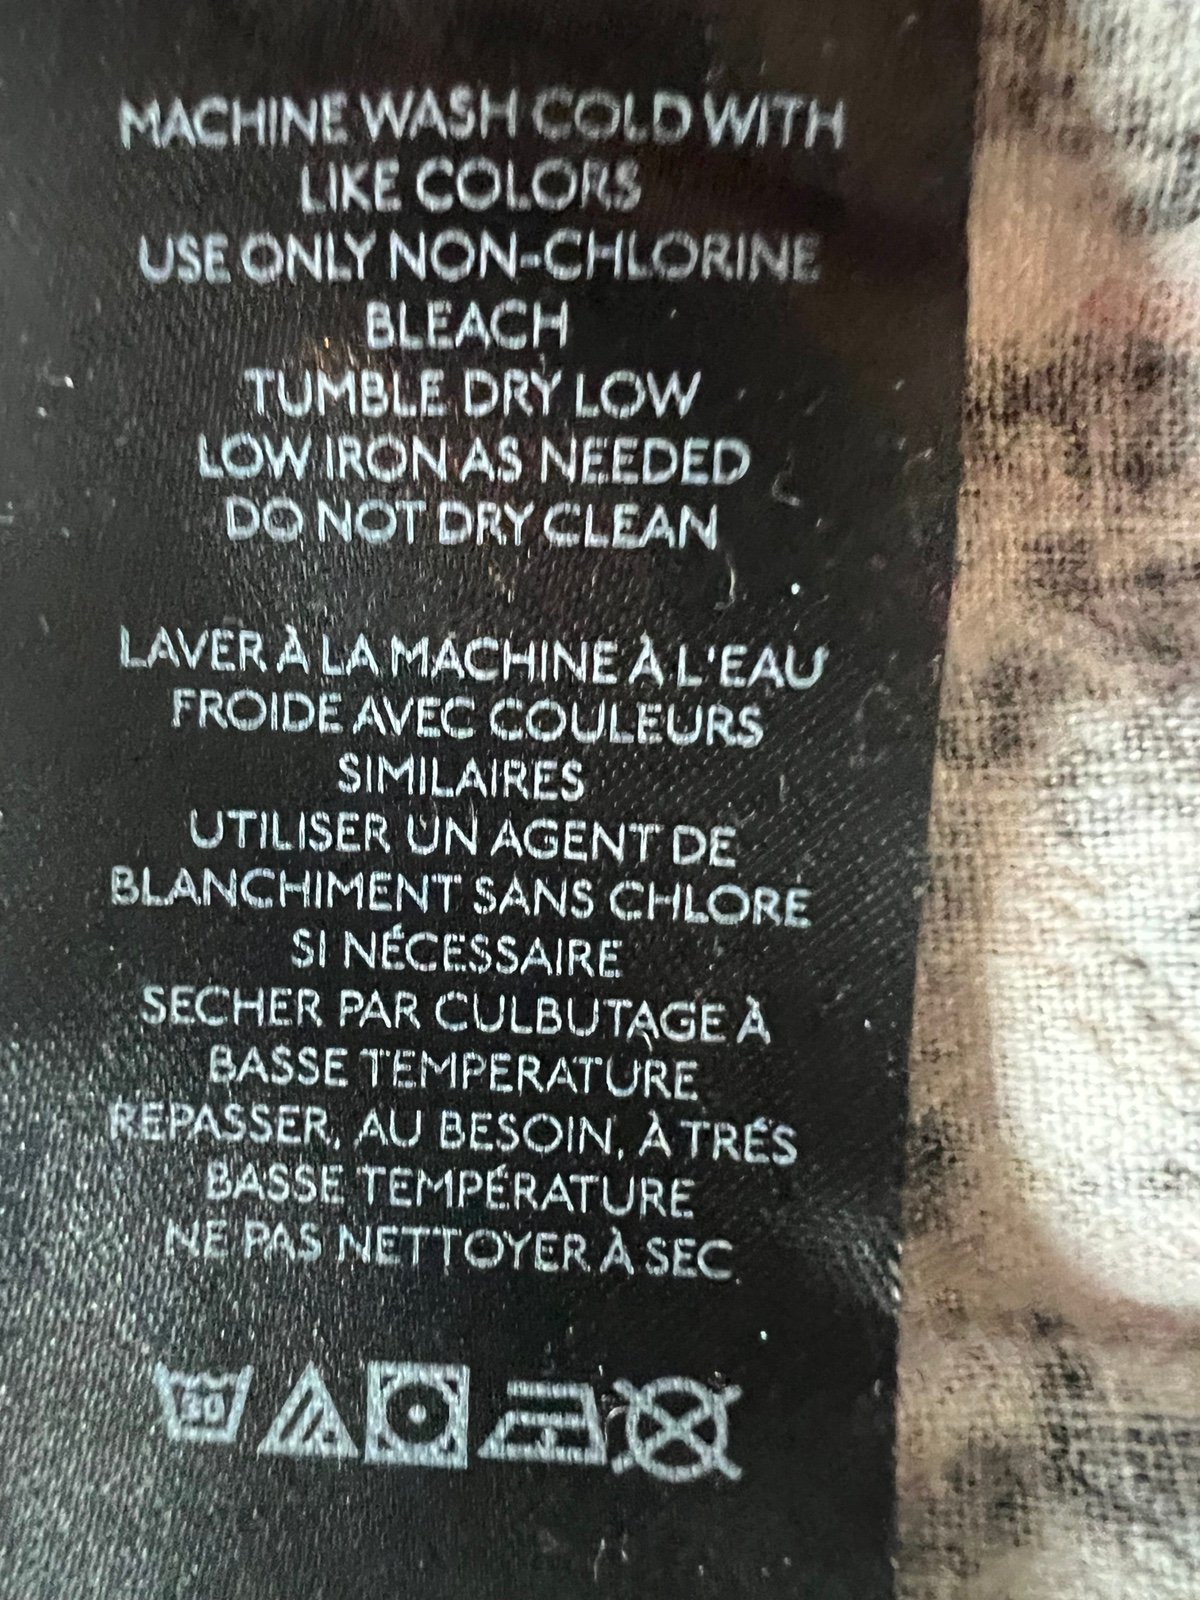 MACHINE WASH COLD WITH
LIKE COLORS
USE ONLY NON-CHLORINE
BLEACH
TUMBLE DRY LOW
LOW IRON AS NEEDED
DO NOT DRY CLEAN
LAVER À LA MACHINE À L'EAU
FROIDE AVEC COULEURS
SIMILAIRES
UTILISER UN AGENT DE
BLANCHIMENT SANS CHLORE
SI NÉCESSAIRE
SECHER PAR CULBUTAGE À
BASSE TEMPERATURE
REPASSER, AU BESOIN, À TRÉS
BASSE TEMPÉRATURE
NE PAS NETTOYER À SEC
30